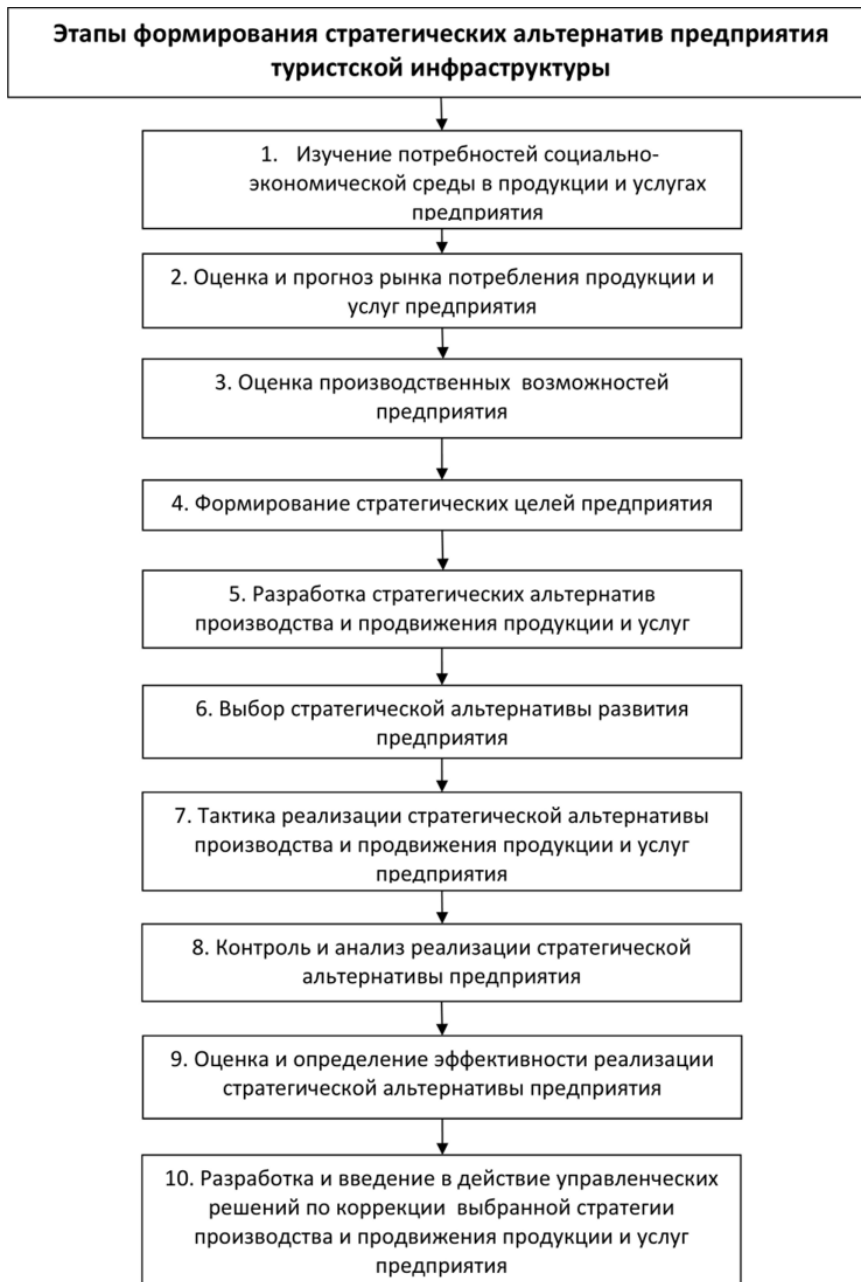 Этапы формирования стратегических альтернатив предприятия
туристской инфраструктуры
1. Изучение потребностей социально-
экономической среды в продукции и услугах
предприятия
2. Оценка и прогноз рынка потребления продукции и
услуг предприятия
3. Оценка производственных возможностей
предприятия
4. Формирование стратегических целей предприятия
5. Разработка стратегических альтернатив
производства и продвижения продукции и услуг
6. Выбор стратегической альтернативы развития
предприятия
7. Тактика реализации стратегической альтернативы
производства и продвижения продукции и услуг
предприятия
8. Контроль и анализ реализации стратегической
альтернативы предприятия
9. Оценка и определение эффективности реализации
стратегической альтернативы предприятия
10. Разработка и введение в действие управленческих
решений по коррекции выбранной стратегии
производства и продвижения продукции и услуг
предприятия